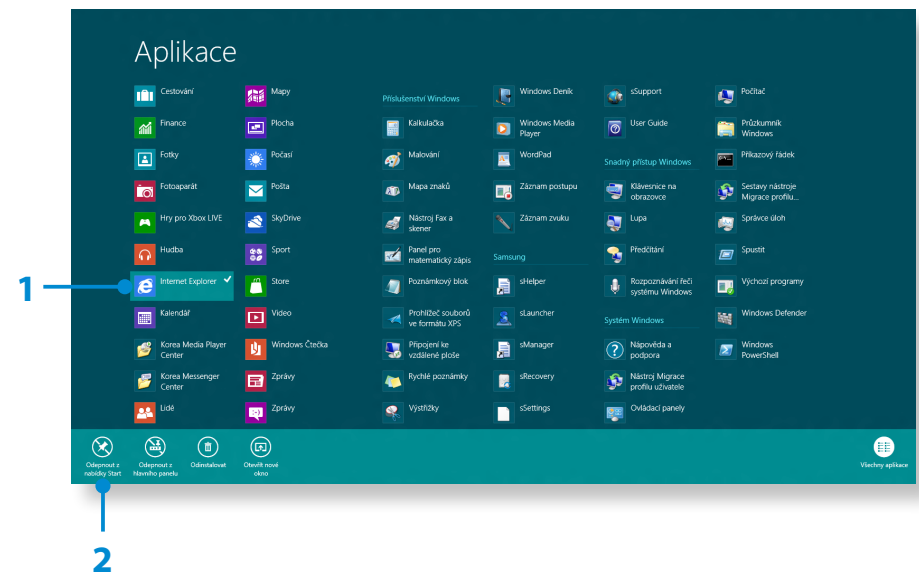 Aplikace
Cestování
Finance
Fotky
Fotoaparát
Hry pro Xbox LIVE
Hudba
Internet Explorer
Kalendář
Korea Media Player
Center
Korea Messenger
Center
Lidé
Mapy
Plocha
Počasí
Pošta
SkyDrive
Sport
Store
Video
Windows Čtečka
Zprávy
Zprávy
Příslušenství Windows
Kalkulačka
Malování
Mapa znaků
Nástroj Fax a
skener
Panel pro
matematický zápis
Poznámkový blok
Prohlížeč souborů
ve formátu XPS
Připojení ke
vzdálené ploše
Rychlé poznámky
Výstřižky
Windows Deník
Windows Media
Player
WordPad
Záznam postupu
Záznam zvuku
Samsung
sHelper
sLauncher
sManager
sRecovery
sSettings
sSupport
User Guide
Snadný přístup Windows
Klávesnice na
obrazovce
Lupa
Předčítání
Rozpoznávání řeči
systému Windows
Systém Windows
Nápověda a
podpora
Nástroj Migrace
profilu uživatele
Ovládací panely
Počítač
Průzkumník
Windows
Příkazový řádek
Sestavy nástroje
Migrace profilu...
Správce úloh
Spustit
Výchozí programy
Windows Defender
Windows
PowerShell
1
Odepnout z
nabídky Start
Odepnout z
hlavního panelu
Odinstalovat
Otevřít nové
okno
Všechny aplikace
2